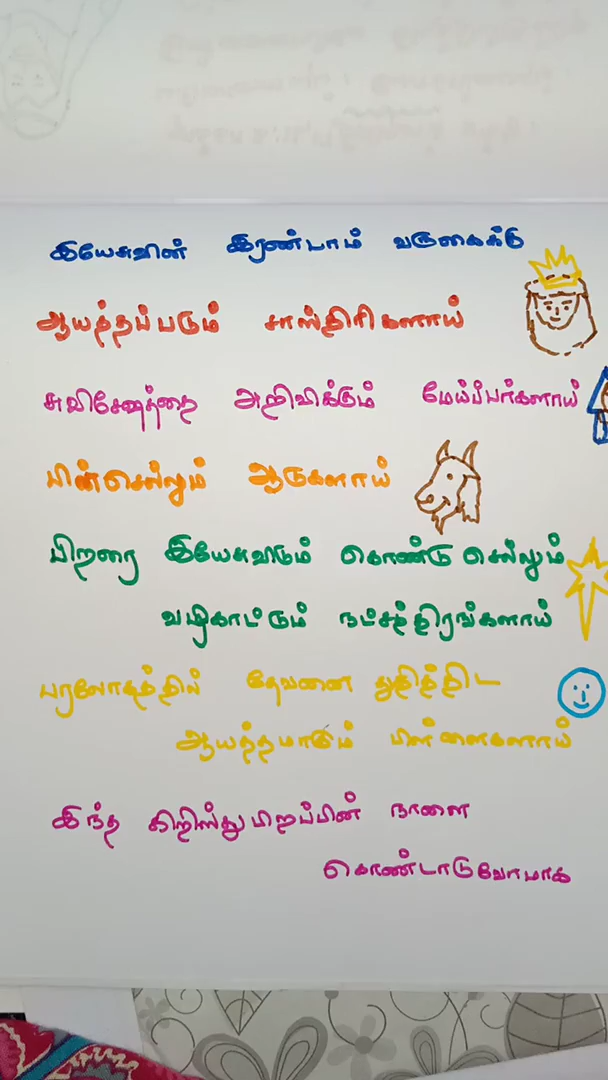 இயேசுவின் இரண்டாம் வருகைக்கு
ஆயத்தப்படும் சாஸ்திரிகளாய்
சுவிசேஷத்தை அறிவிக்கும் மேய்ப்பர்களாய்
பின்செல்லும் ஆடுகளாய்
பிறரை இயேசுவிடம் கொண்டு செல்லும்
வழிகாட்டும் நட்சத்திரங்களாய்
பரலோகத்தில் தேவனை துதித்திட
ஆயத்தமாகும் பிள்ளைகளாய்
இந்த கிறிஸ்து பிறப்பின் நாளை
கொண்டாடுவோமாக